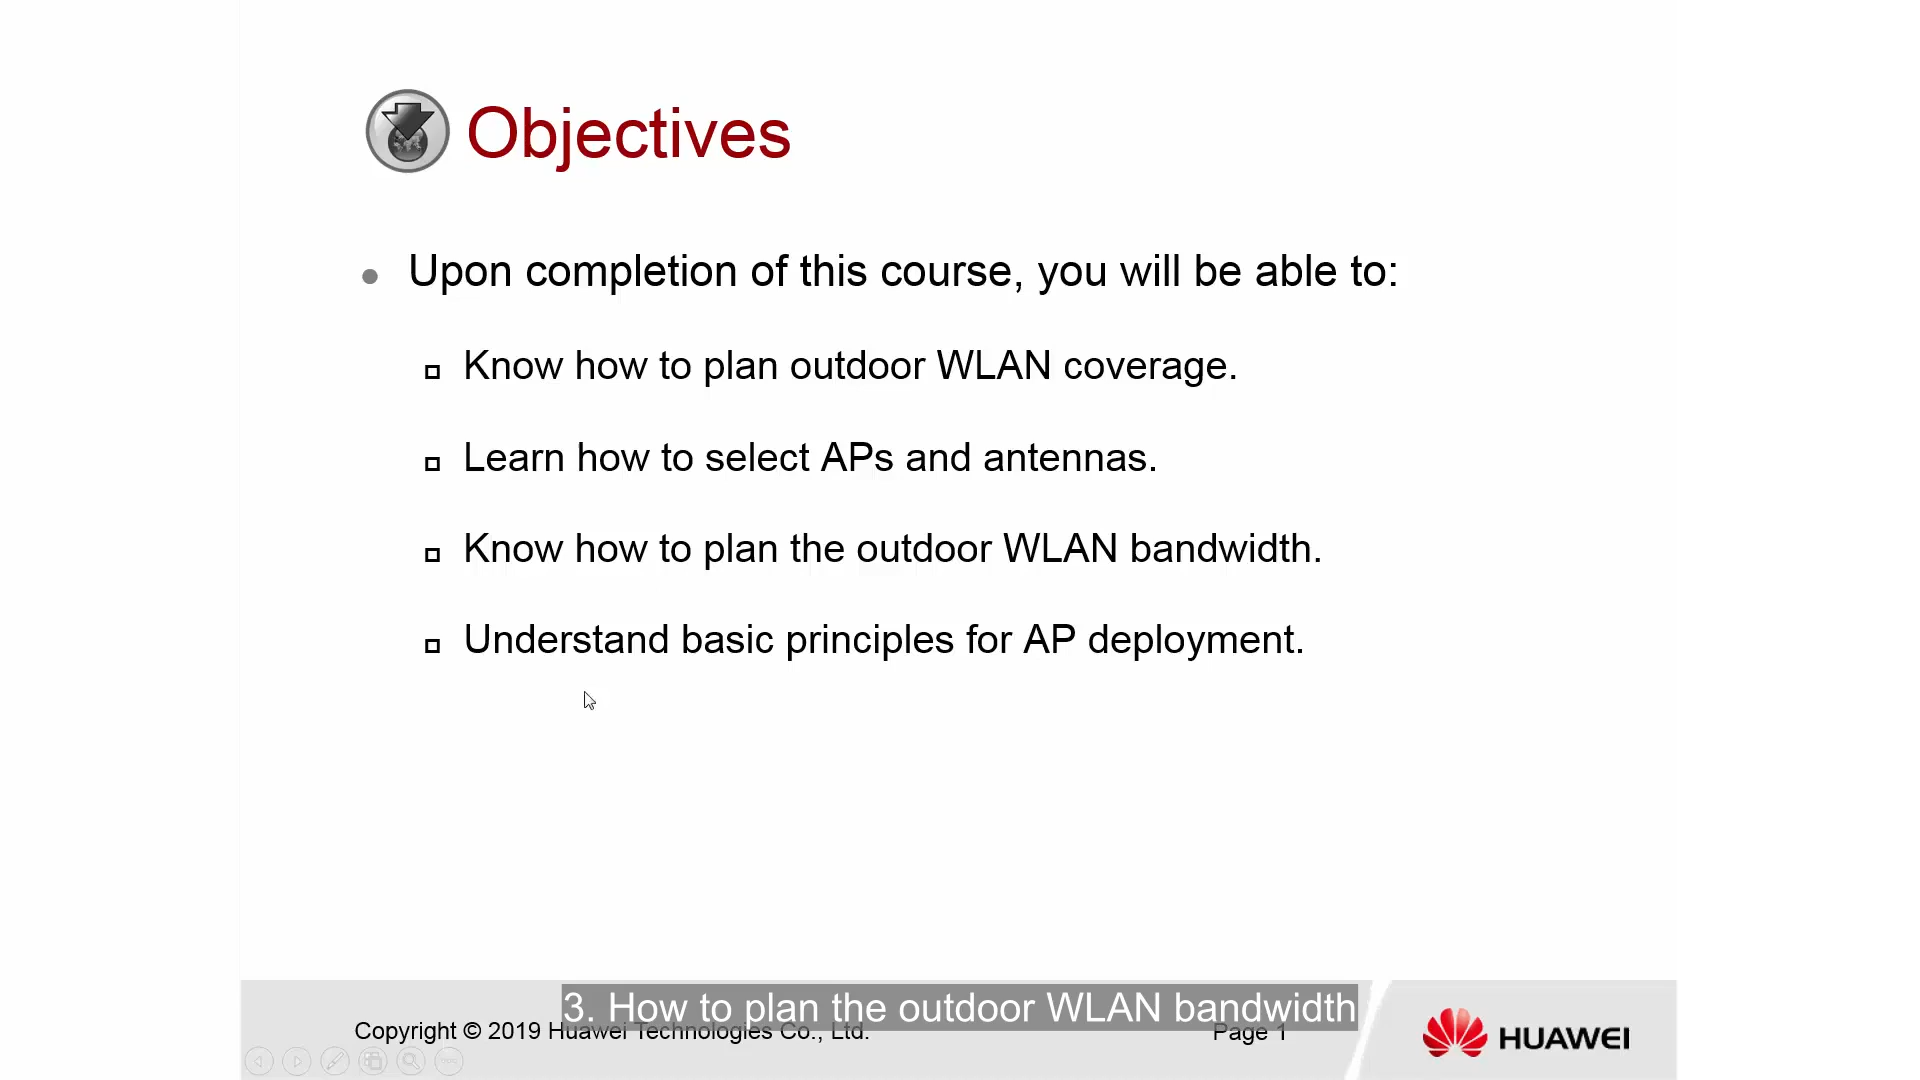 Objectives
Upon completion of this course, you will be able to:
Know how to plan outdoor WLAN coverage.
Learn how to select APs and antennas.
Know how to plan the outdoor WLAN bandwidth.
Understand basic principles for AP deployment.
3. How to plan the outdoor WLAN bandwidth
Copyright © 2019 Huawei Technologies Co., Ltd.
Page 1
HUAWEI